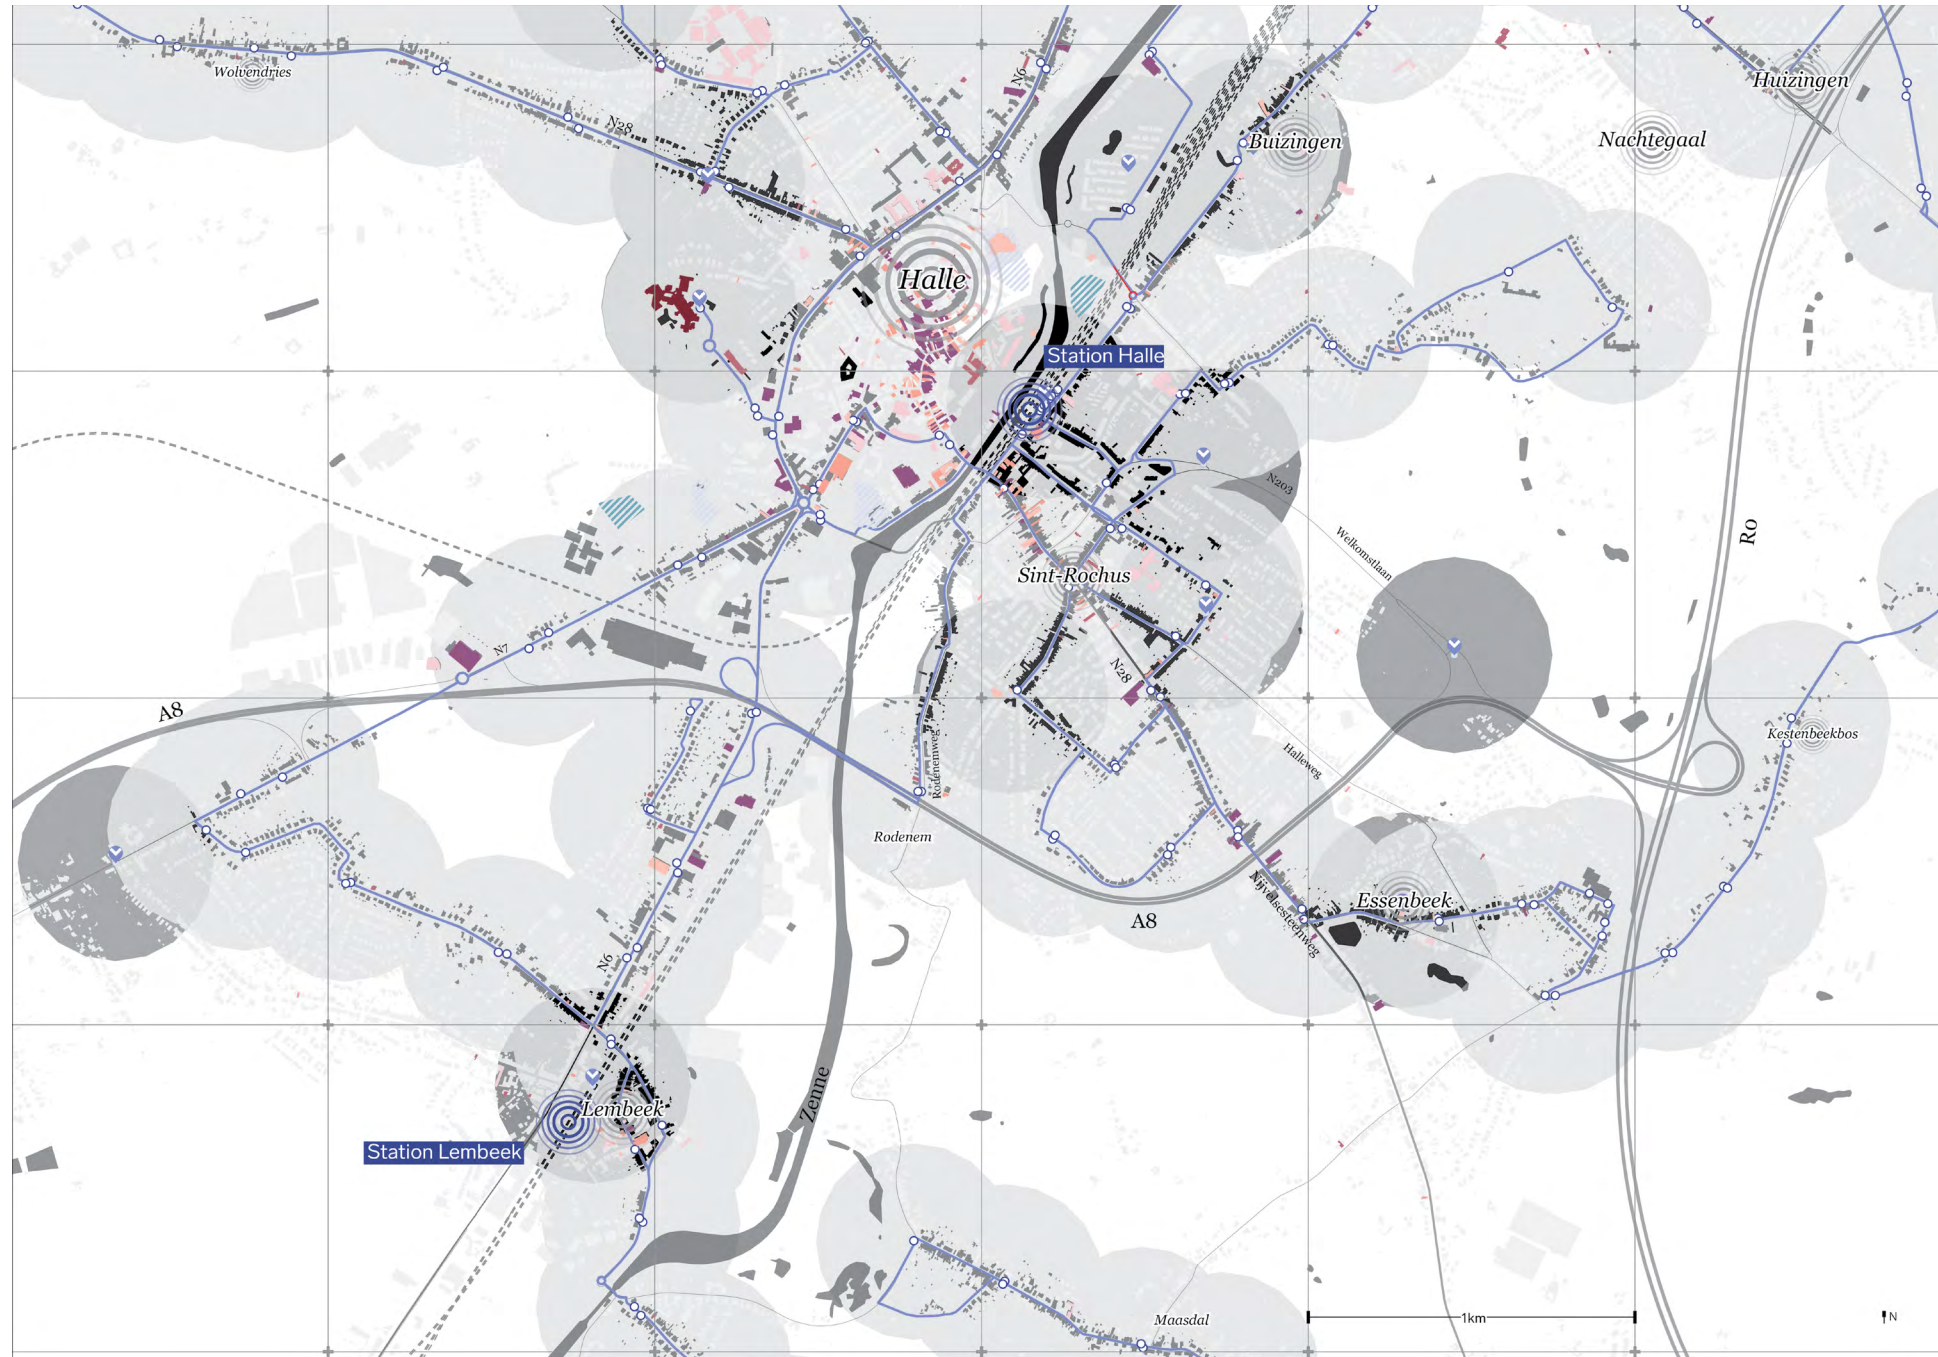 Wolvendries
N28
N6
Huizingen
Buizingen
Nachtegaal
Halle
Station Halle
N203
Welkomstlaan
R0
Sint-Rochus
N7
N28
A8
Rodenemweg
Halleweg
Kestenbeekbos
Rodenem
A8
Nijvelsesteenweg
Essenbeek
N6
Zenne
Lembeek
Station Lembeek
Maasdal
1km
N